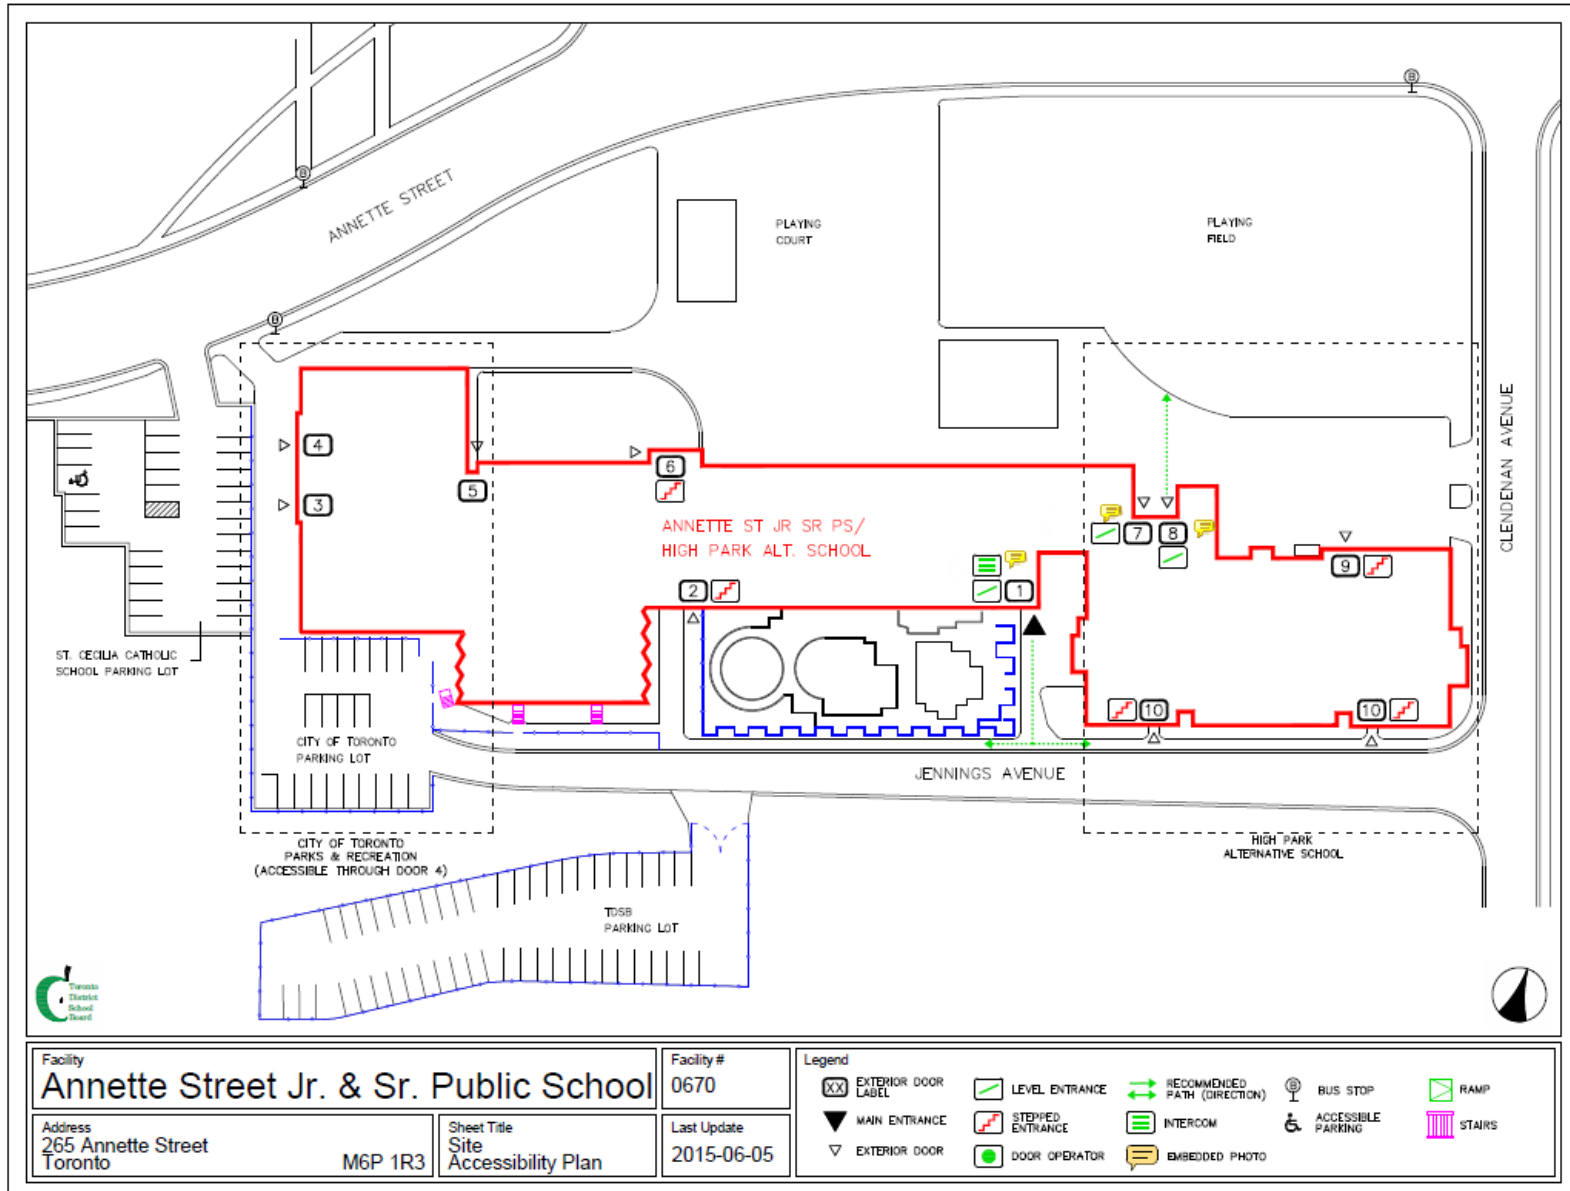 ANNETTE STREET
PLAYING
COURT
PLAYING
FIELD
CLENDENAN AVENUE
4
3
5
6
ANNETTE ST JR SR PS/
HIGH PARK ALT. SCHOOL
7
8
9
2
1
10
10
ST. CECILIA CATHOLIC
SCHOOL PARKING LOT
CITY OF TORONTO
PARKING LOT
JENNINGS AVENUE
CITY OF TORONTO
PARKS & RECREATION
(ACCESSIBLE THROUGH DOOR 4)
HIGH PARK
ALTERNATIVE SCHOOL
TDSB
PARKING LOT
B
B
B
Toronto
District
School
Board
Facility
Annette Street Jr. & Sr. Public School
Facility #
0670
Address
265 Annette Street
Toronto M6P 1R3
Sheet Title
Site
Accessibility Plan
Last Update
2015-06-05
Legend
XX EXTERIOR DOOR
LABEL
MAIN ENTRANCE
EXTERIOR DOOR
LEVEL ENTRANCE
STEPPED
ENTRANCE
DOOR OPERATOR
RECOMMENDED
PATH (DIRECTION)
INTERCOM
EMBEDDED PHOTO
B BUS STOP
ACCESSIBLE
PARKING
RAMP
STAIRS